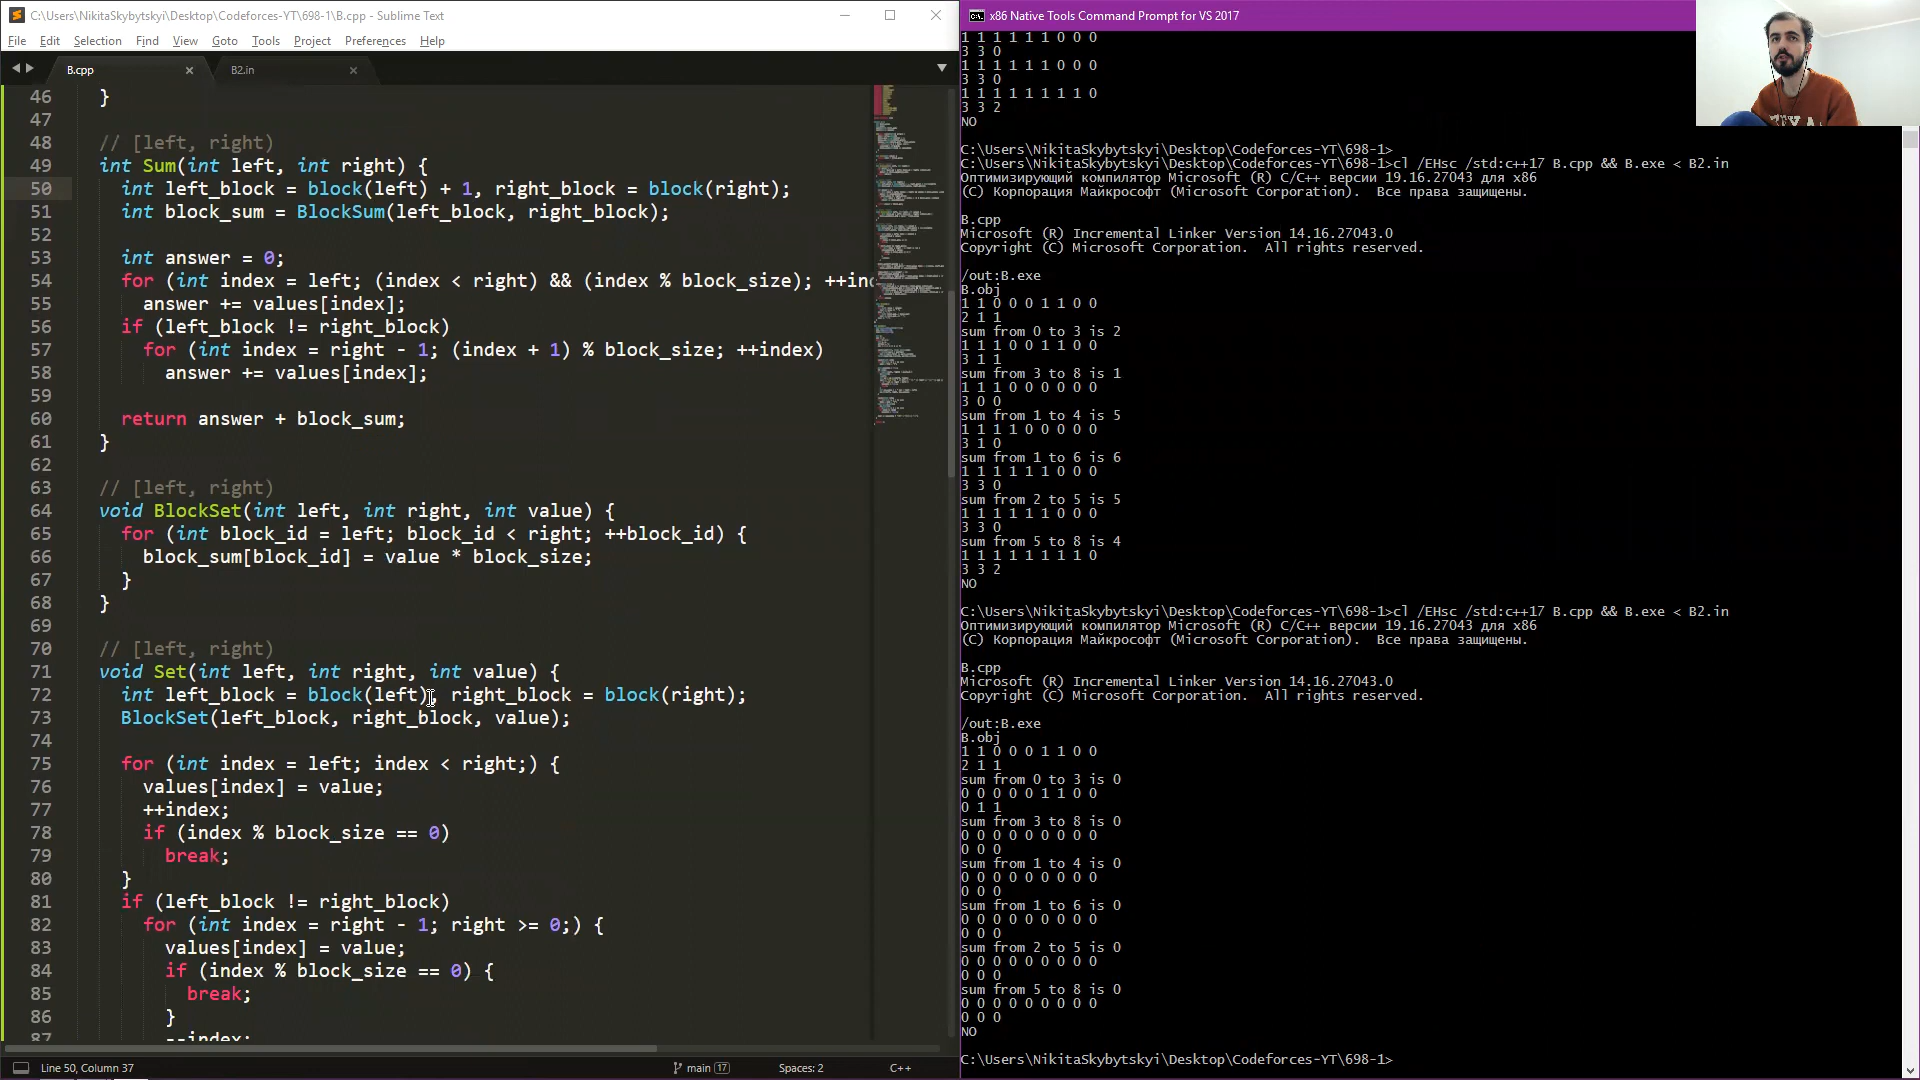 C:\Users\NikitaSkybytskyi\Desktop\Codeforces-YT\698-1\B.cpp - Sublime Text
File Edit Selection Find View Goto Tools Project Preferences Help
B.cpp
B2.in
46 }
47
48 // [left, right)
49 int Sum(int left, int right) {
50 int left_block = block(left) + 1, right_block = block(right);
51 int block_sum = BlockSum(left_block, right_block);
52
53 int answer = 0;
54 for (int index = left; (index < right) && (index % block_size); ++inc
55 answer += values[index];
56 if (left_block != right_block)
57 for (int index = right - 1; (index + 1) % block_size; ++index)
58 answer += values[index];
59
60 return answer + block_sum;
61 }
62
63 // [left, right)
64 void BlockSet(int left, int right, int value) {
65 for (int block_id = left; block_id < right; ++block_id) {
66 block_sum[block_id] = value * block_size;
67 }
68 }
69
70 // [left, right)
71 void Set(int left, int right, int value) {
72 int left_block = block(left), right_block = block(right);
73 BlockSet(left_block, right_block, value);
74
75 for (int index = left; index < right;) {
76 values[index] = value;
77 ++index;
78 if (index % block_size == 0)
79 break;
80 }
81 if (left_block != right_block)
82 for (int index = right - 1; right >= 0;) {
83 values[index] = value;
84 if (index % block_size == 0) {
85 break;
86 }
87 --index;
Line 50, Column 37
main 17
Spaces: 2
C++
x86 Native Tools Command Prompt for VS 2017
1 1 1 1 1 1 0 0 0
3 3 0
1 1 1 1 1 1 0 0 0
3 3 0
1 1 1 1 1 1 1 1 0
3 3 2
NO
C:\Users\NikitaSkybytskyi\Desktop\Codeforces-YT\698-1>
C:\Users\NikitaSkybytskyi\Desktop\Codeforces-YT\698-1>cl /EHsc /std:c++17 B.cpp && B.exe < B2.in
Оптимизирующий компилятор Microsoft (R) C/C++ версии 19.16.27043 для x86
(C) Корпорация Майкрософт (Microsoft Corporation).  Все права защищены.
B.cpp
Microsoft (R) Incremental Linker Version 14.16.27043.0
Copyright (C) Microsoft Corporation.  All rights reserved.
/out:B.exe
B.obj
1 1 0 0 0 1 1 0 0
2 1 1
sum from 0 to 3 is 2
1 1 1 0 0 1 1 0 0
3 1 1
sum from 3 to 8 is 1
1 1 1 0 0 0 0 0 0
3 0 0
sum from 1 to 4 is 5
1 1 1 1 0 0 0 0 0
3 1 0
sum from 1 to 6 is 6
1 1 1 1 1 1 0 0 0
3 3 0
sum from 2 to 5 is 5
1 1 1 1 1 1 0 0 0
3 3 0
sum from 5 to 8 is 4
1 1 1 1 1 1 1 1 0
3 3 2
NO
C:\Users\NikitaSkybytskyi\Desktop\Codeforces-YT\698-1>cl /EHsc /std:c++17 B.cpp && B.exe < B2.in
Оптимизирующий компилятор Microsoft (R) C/C++ версии 19.16.27043 для x86
(C) Корпорация Майкрософт (Microsoft Corporation).  Все права защищены.
B.cpp
Microsoft (R) Incremental Linker Version 14.16.27043.0
Copyright (C) Microsoft Corporation.  All rights reserved.
/out:B.exe
B.obj
1 1 0 0 0 1 1 0 0
2 1 1
sum from 0 to 3 is 0
0 0 0 0 0 1 1 0 0
0 1 1
sum from 3 to 8 is 0
0 0 0 0 0 0 0 0 0
0 0 0
sum from 1 to 4 is 0
0 0 0 0 0 0 0 0 0
0 0 0
sum from 1 to 6 is 0
0 0 0 0 0 0 0 0 0
0 0 0
sum from 2 to 5 is 0
0 0 0 0 0 0 0 0 0
0 0 0
sum from 5 to 8 is 0
0 0 0 0 0 0 0 0 0
0 0 0
NO
C:\Users\NikitaSkybytskyi\Desktop\Codeforces-YT\698-1>